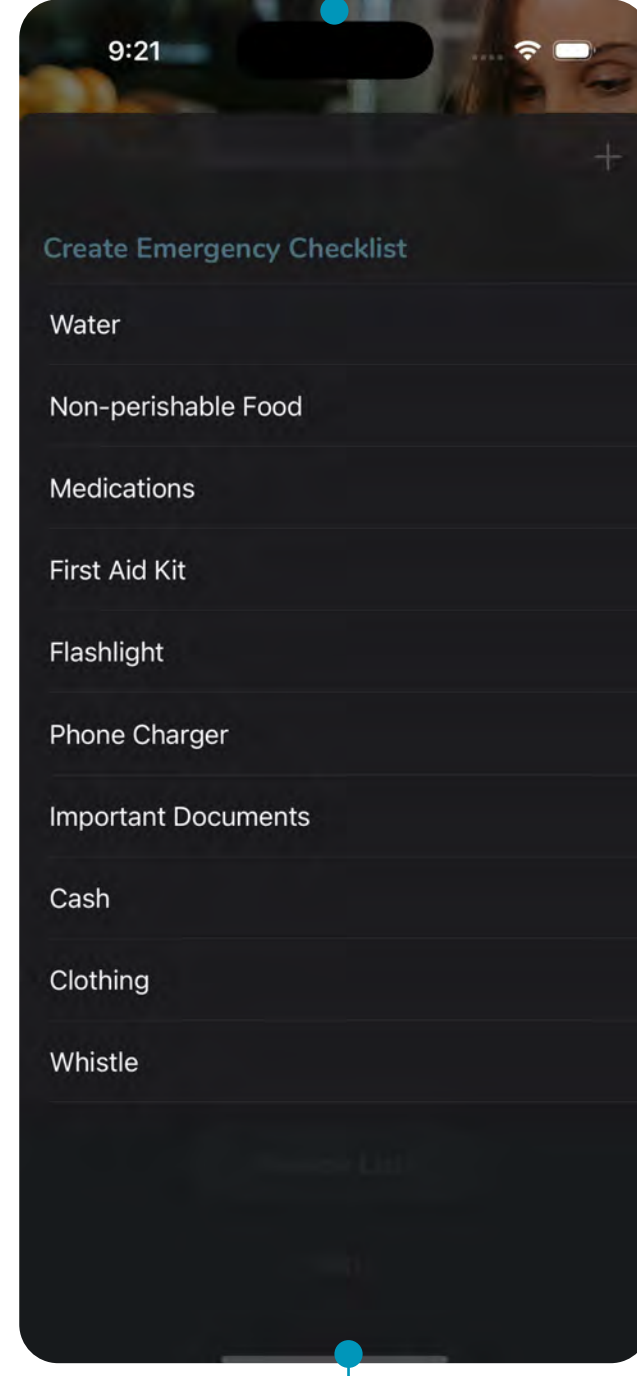 9:21
Create Emergency Checklist
Water
Non-perishable Food
Medications
First Aid Kit
Flashlight
Phone Charger
Important Documents
Cash
Clothing
Whistle